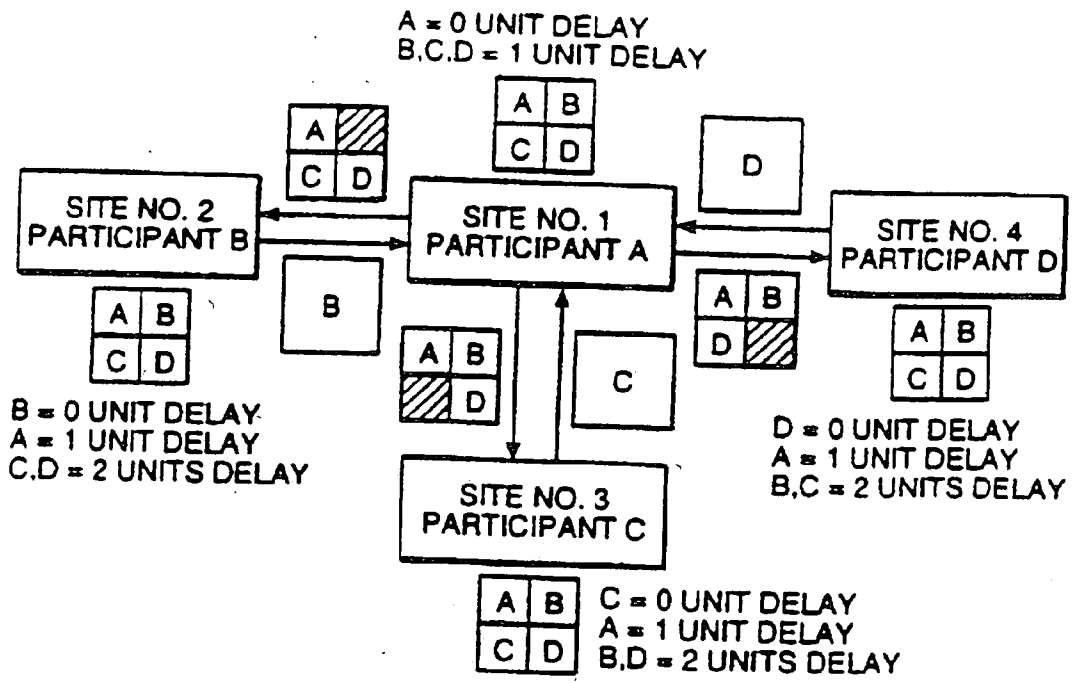 A = 0 UNIT DELAY
B,C,D = 1 UNIT DELAY
A B
C D
A
C D
D
SITE NO. 2
PARTICIPANT B
SITE NO. 1
PARTICIPANT A
SITE NO. 4
PARTICIPANT D
B
A B
C D
A B
D
C
A B
D
A B
C D
B = 0 UNIT DELAY
A = 1 UNIT DELAY
C,D = 2 UNITS DELAY
D = 0 UNIT DELAY
A = 1 UNIT DELAY
B,C = 2 UNITS DELAY
SITE NO. 3
PARTICIPANT C
A B
C D
C = 0 UNIT DELAY
A = 1 UNIT DELAY
B,D = 2 UNITS DELAY